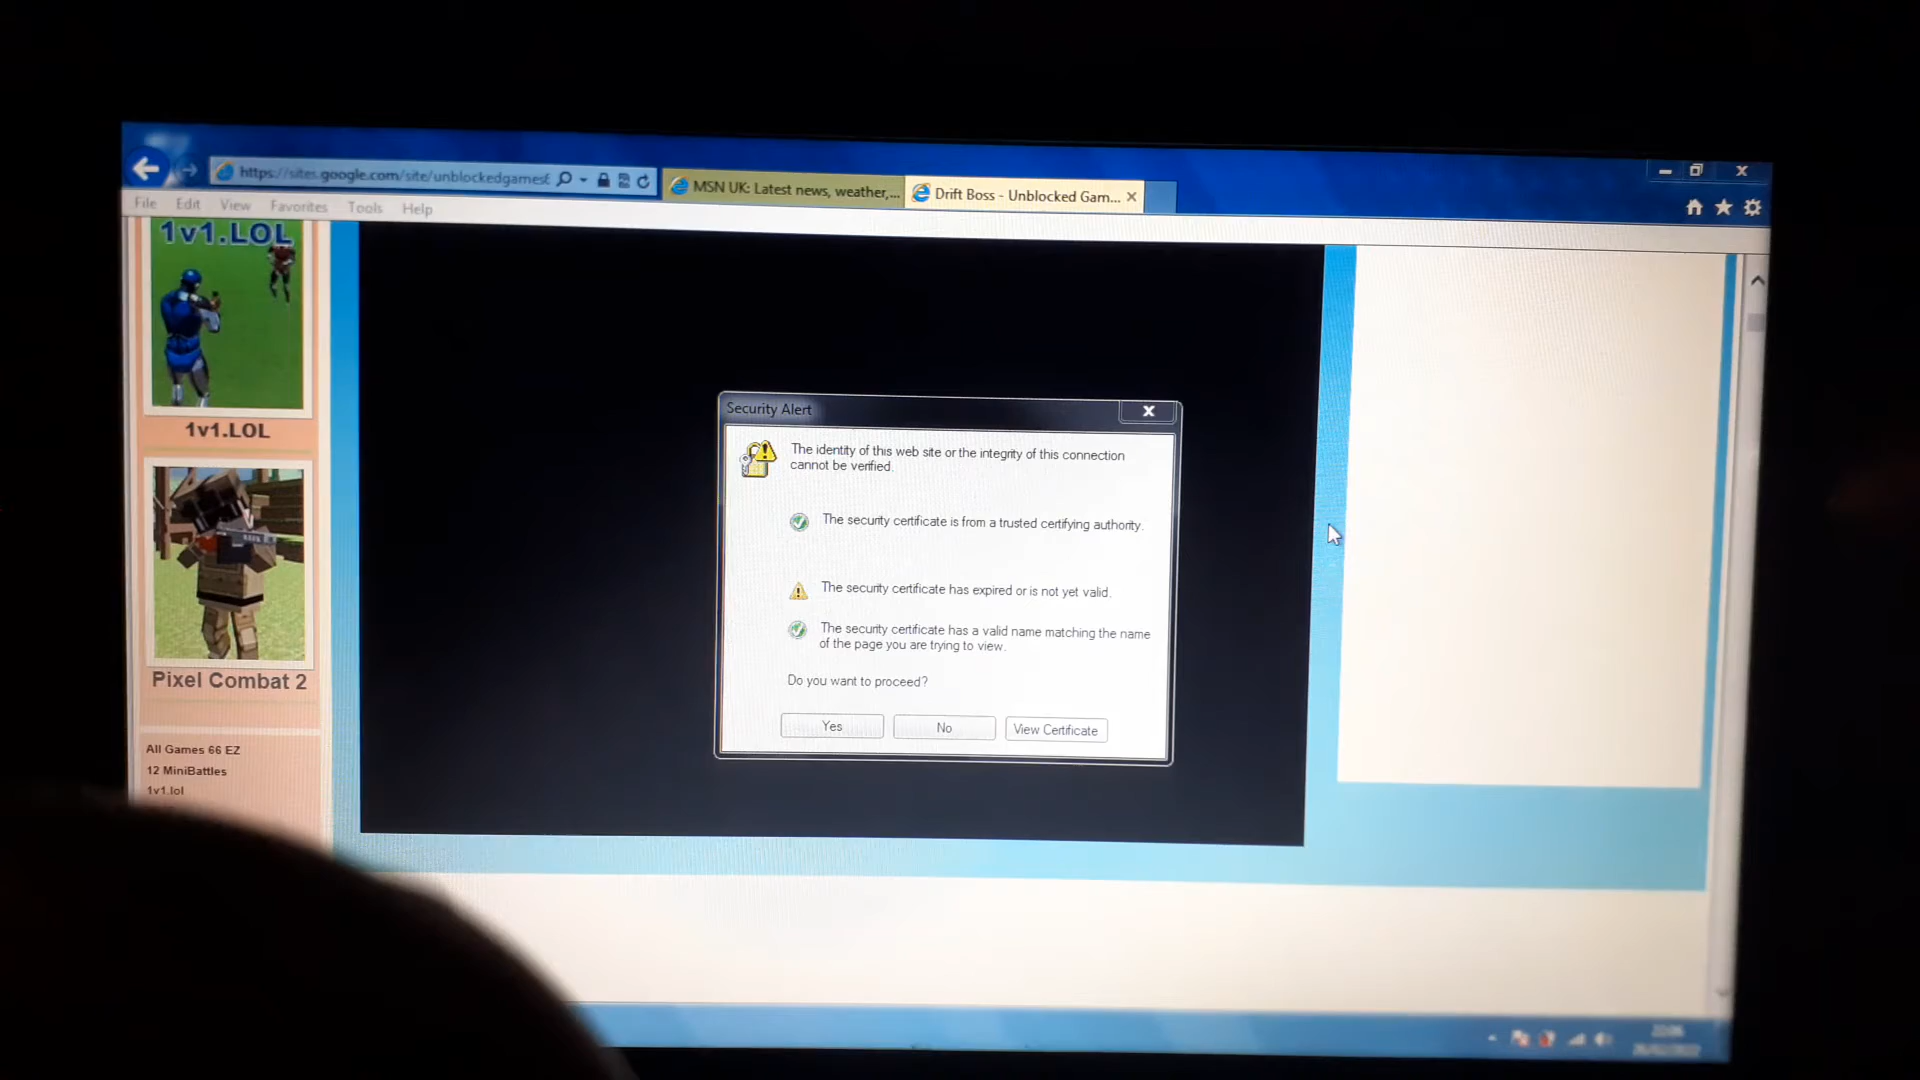 https://sites.google.com/site/unblockedgames
MSN UK: Latest news, weather,...
Drift Boss - Unblocked Gam...
File Edit View Favorites Tools Help
1v1.LOL
1v1.LOL
Pixel Combat 2
All Games 66 EZ
12 MiniBattles
1v1.lol
Security Alert
The identity of this web site or the integrity of this connection
cannot be verified.
The security certificate is from a trusted certifying authority.
The security certificate has expired or is not yet valid.
The security certificate has a valid name matching the name
of the page you are trying to view.
Do you want to proceed?
Yes
No
View Certificate